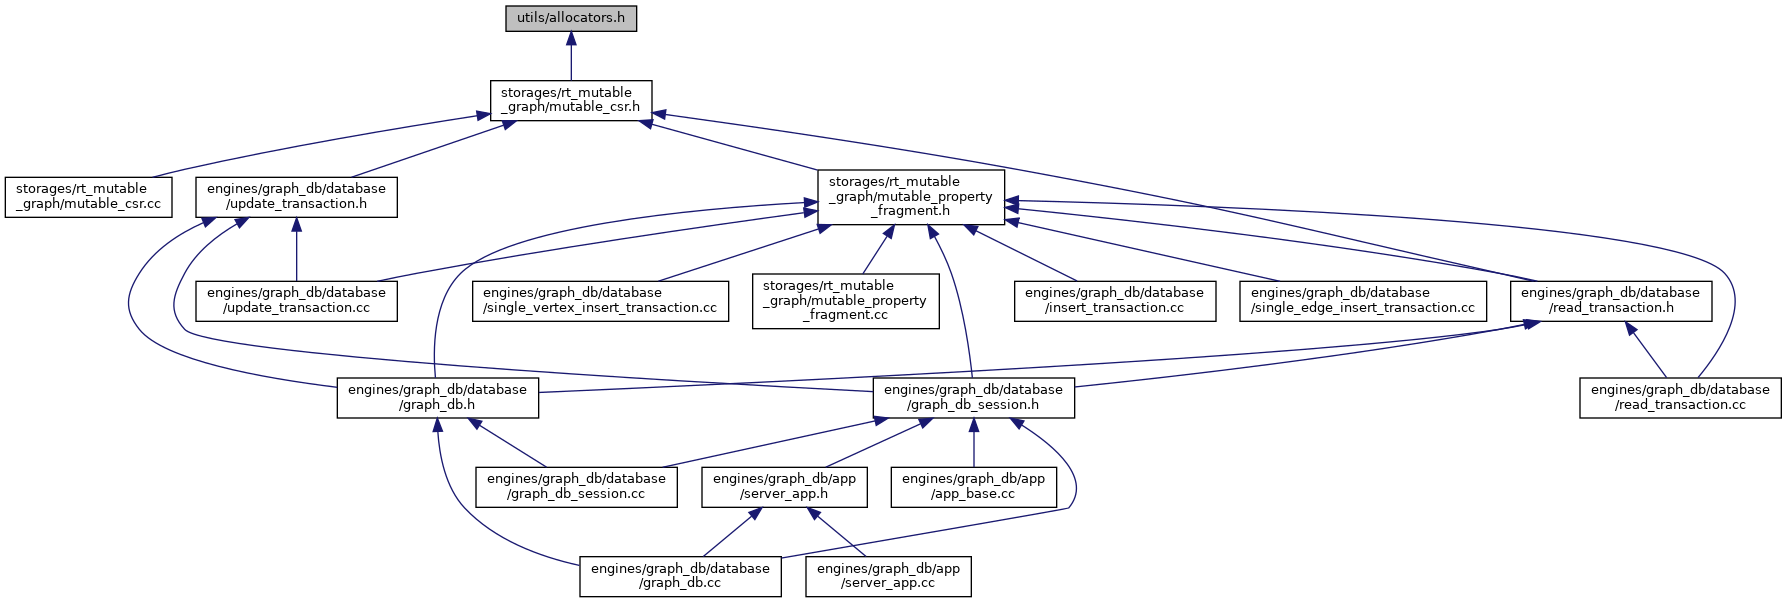 utils/allocators.h
storages/rt_mutable
_graph/mutable_csr.h
storages/rt_mutable
_graph/mutable_csr.cc
engines/graph_db/database
/update_transaction.h
storages/rt_mutable
_graph/mutable_property
_fragment.h
engines/graph_db/database
/update_transaction.cc
engines/graph_db/database
/single_vertex_insert_transaction.cc
storages/rt_mutable
_graph/mutable_property
_fragment.cc
engines/graph_db/database
/insert_transaction.cc
engines/graph_db/database
/single_edge_insert_transaction.cc
engines/graph_db/database
/read_transaction.h
engines/graph_db/database
/graph_db.h
engines/graph_db/database
/graph_db_session.h
engines/graph_db/database
/read_transaction.cc
engines/graph_db/database
/graph_db_session.cc
engines/graph_db/app
/server_app.h
engines/graph_db/app
/app_base.cc
engines/graph_db/database
/graph_db.cc
engines/graph_db/app
/server_app.cc